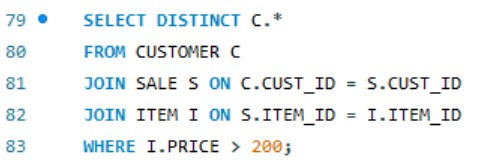 79 SELECT DISTINCT C.*
80 FROM CUSTOMER C
81 JOIN SALE S ON C.CUST_ID = S.CUST_ID
82 JOIN ITEM I ON S.ITEM_ID = I.ITEM_ID
83 WHERE I.PRICE > 200;